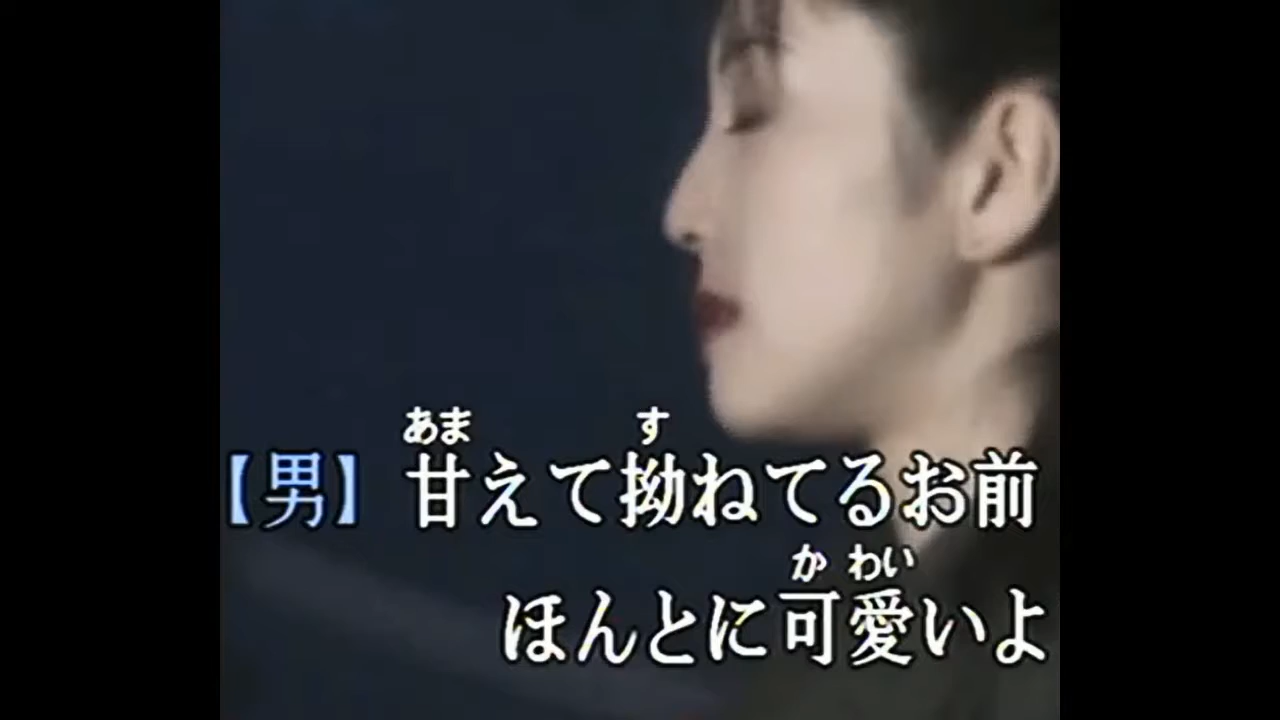 あま す
【男】 甘えて拗ねてるお前
か わい
ほんとに可愛いよ